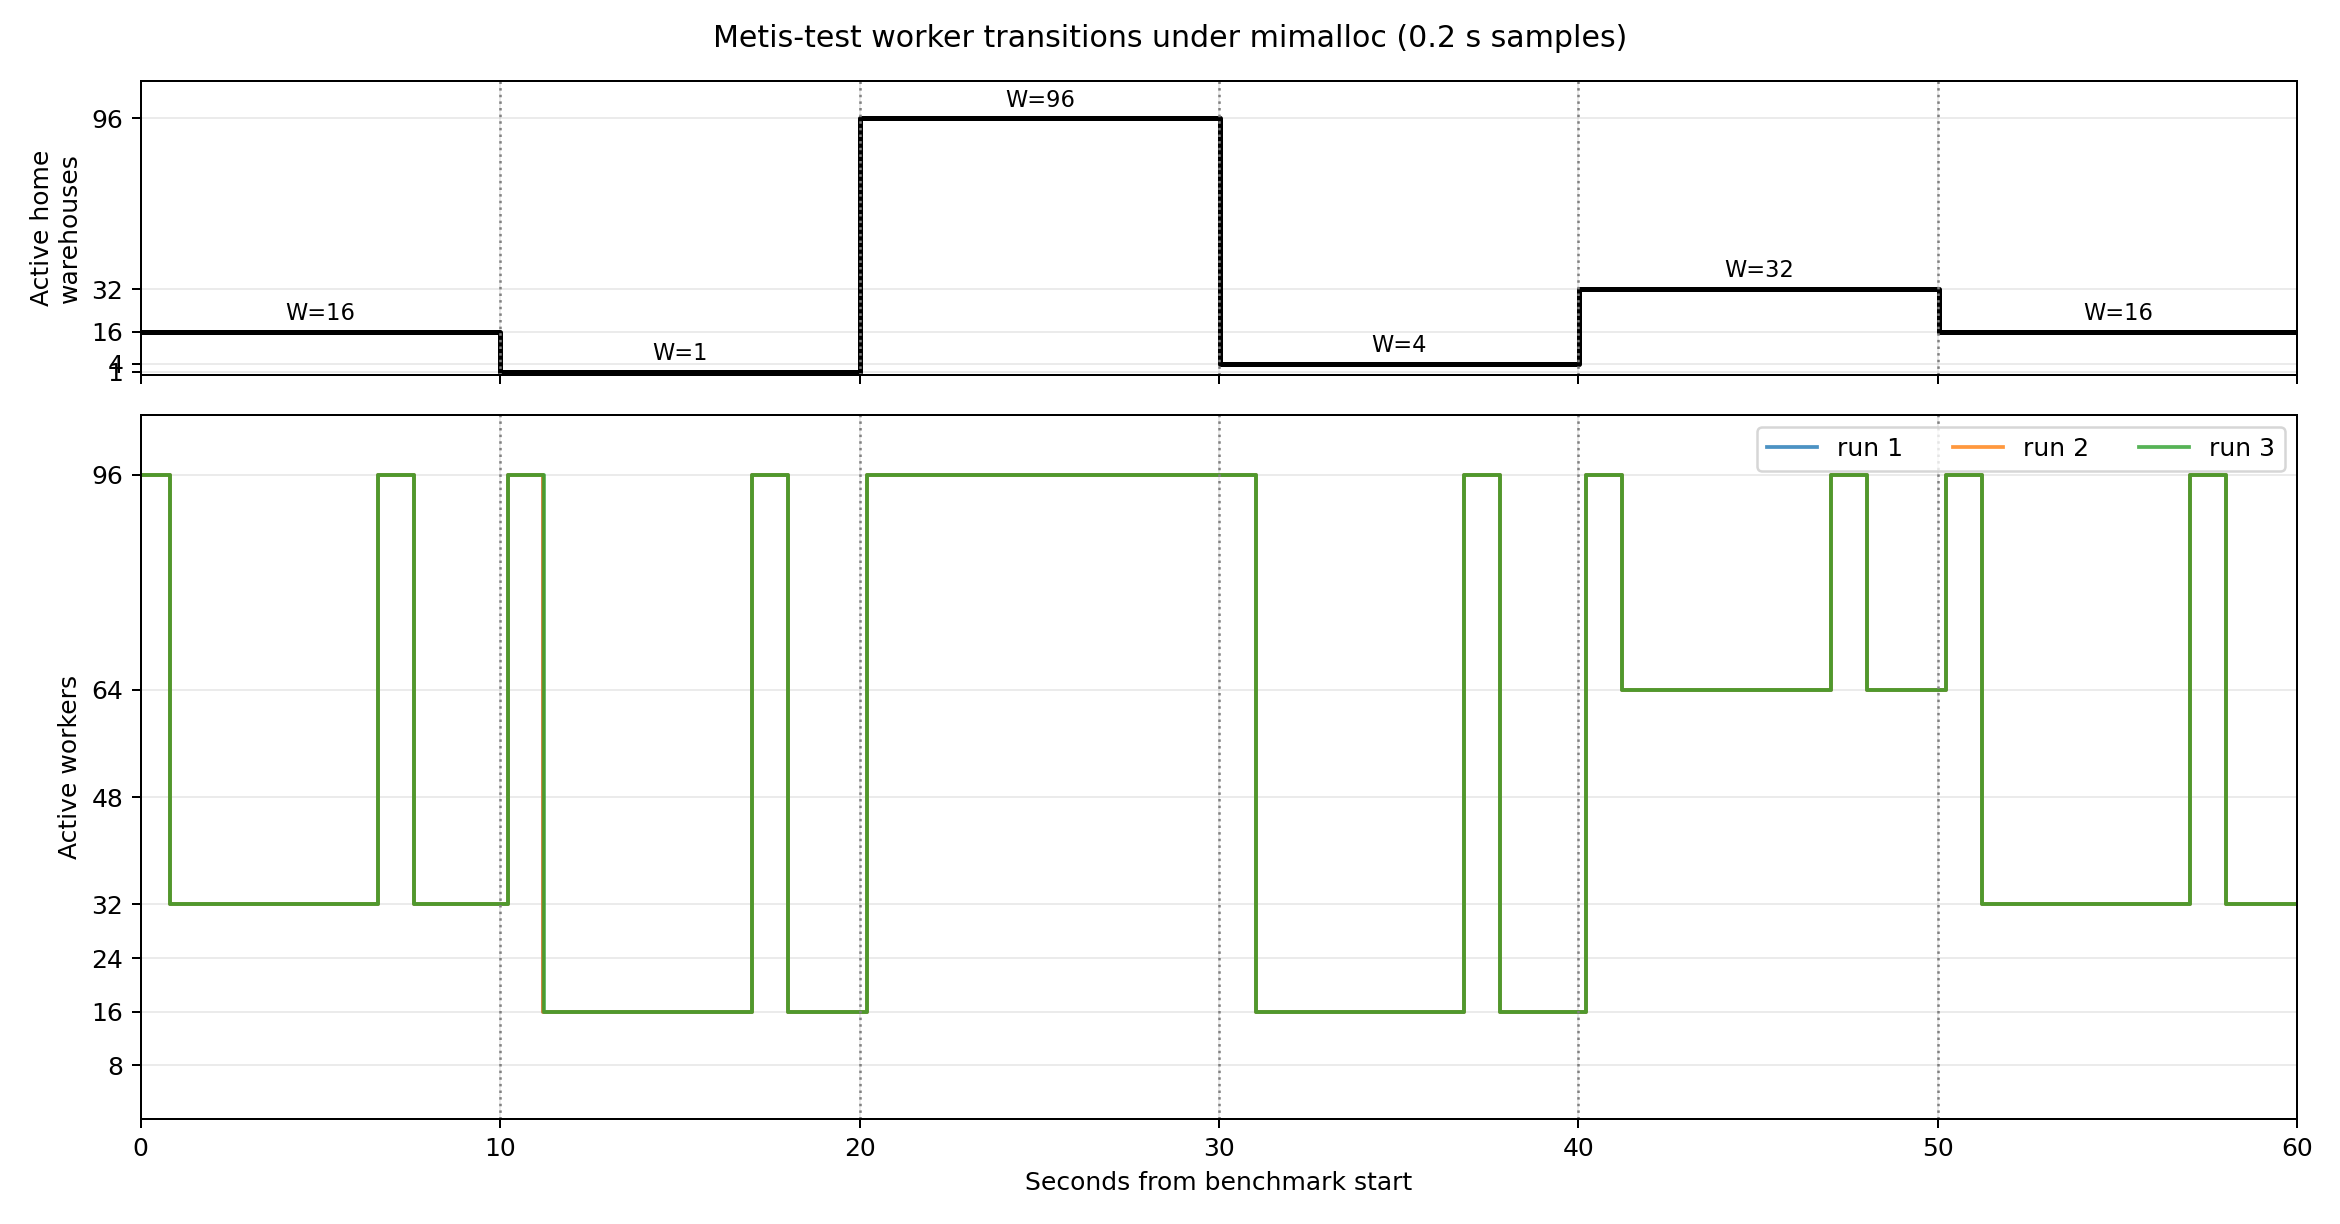 Metis-test worker transitions under mimalloc (0.2 s samples)
Active home
warehouses
96
32
16
4
1
W=16
W=1
W=96
W=4
W=32
W=16
run 1
run 2
run 3
Active workers
96
64
48
32
24
16
8
0
10
20
30
40
50
60
Seconds from benchmark start